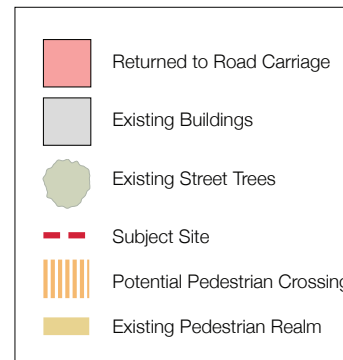 Returned to Road Carriage
Existing Buildings
Existing Street Trees
Subject Site
Potential Pedestrian Crossing
Existing Pedestrian Realm